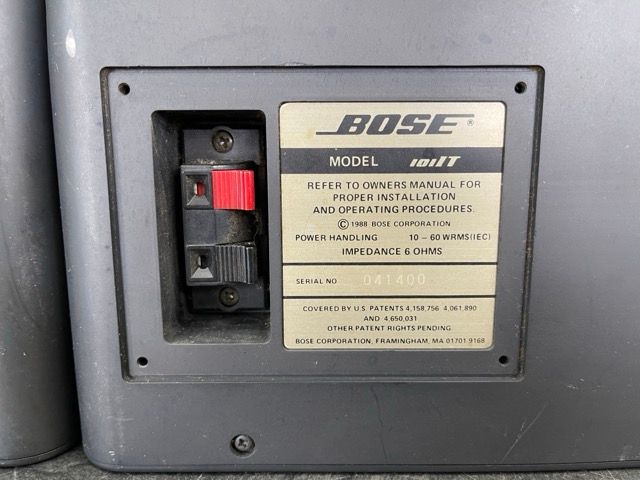 BOSE®
MODEL 101IT
REFER TO OWNERS MANUAL FOR
PROPER INSTALLATION
AND OPERATING PROCEDURES.
© 1988 BOSE CORPORATION
POWER HANDLING 10 – 60 WRMS(IEC)
IMPEDANCE 6 OHMS
SERIAL NO 041400
COVERED BY U.S. PATENTS 4,158,756 4,061,890
AND 4,650,031
OTHER PATENT RIGHTS PENDING
BOSE CORPORATION, FRAMINGHAM, MA 01701-9168